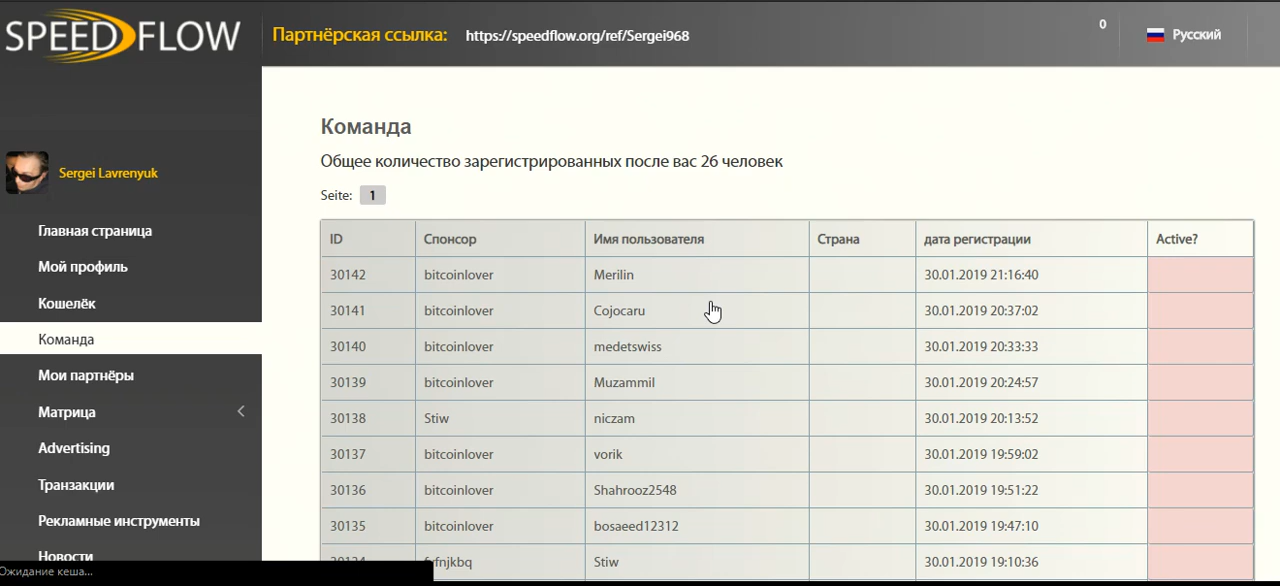 SPEEDFLOW
Партнёрская ссылка: https://speedflow.org/ref/Sergei968
0
Русский
Sergei Lavrenyuk
Главная страница
Мой профиль
Кошелёк
Команда
Мои партнёры
Матрица
Advertising
Транзакции
Рекламные инструменты
Новости
Ожидание кеша...
Команда
Общее количество зарегистрированных после вас 26 человек
Seite: 1
ID Спонсор Имя пользователя Страна дата регистрации Active?
30142 bitcoinlover Merilin 30.01.2019 21:16:40
30141 bitcoinlover Cojocaru 30.01.2019 20:37:02
30140 bitcoinlover medetswiss 30.01.2019 20:33:33
30139 bitcoinlover Muzammil 30.01.2019 20:24:57
30138 Stiw niczam 30.01.2019 20:13:52
30137 bitcoinlover vorik 30.01.2019 19:59:02
30136 bitcoinlover Shahrooz2548 30.01.2019 19:51:22
30135 bitcoinlover bosaeed12312 30.01.2019 19:47:10
30134 Stiw 30.01.2019 19:10:36